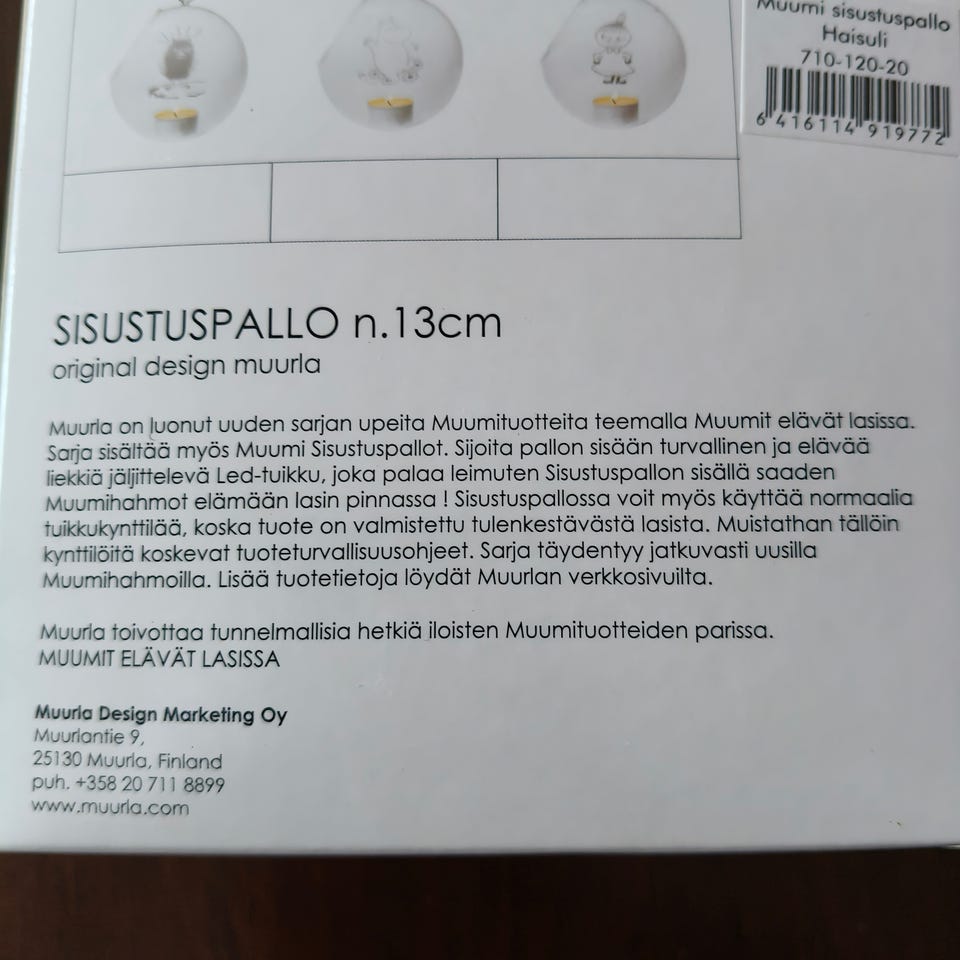 Muumi sisustuspallo
Haisuli
710-120-20
6 416114 919772
SISUSTUSPALLO n.13cm
original design muurla
Muurla on luonut uuden sarjan upeita Muumituotteita teemalla Muumit elävät lasissa.
Sarja sisältää myös Muumi Sisustuspallot. Sijoita pallon sisään turvallinen ja elävää
liekkiä jäljittelevä Led-tuikku, joka palaa leimuten Sisustuspallon sisällä saaden
Muumihahmot elämään lasin pinnassa ! Sisustuspallossa voit myös käyttää normaalia
tuikkukynttilää, koska tuote on valmistettu tulenkestävästä lasista. Muistathan tällöin
kynttilöitä koskevat tuoteturvallisuusohjeet. Sarja täydentyy jatkuvasti uusilla
Muumihahmoilla. Lisää tuotetietoja löydät Muurlan verkkosivuilta.
Muurla toivottaa tunnelmallisia hetkiä iloisten Muumituotteiden parissa.
MUUMIT ELÄVÄT LASISSA
Muurla Design Marketing Oy
Muurlantie 9,
25130 Muurla, Finland
puh. +358 20 711 8899
www.muurla.com